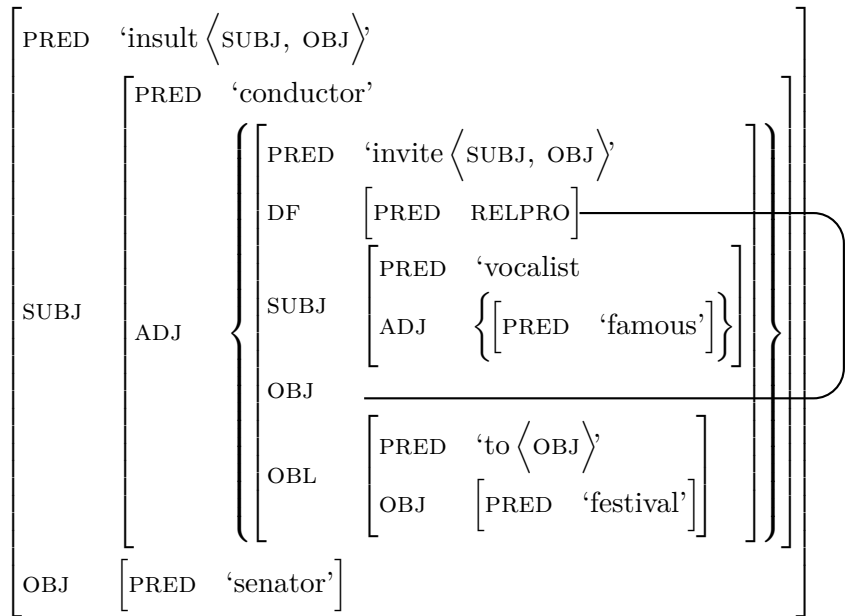 PRED ‘insult⟨SUBJ, OBJ⟩’
PRED ‘conductor’
PRED ‘invite⟨SUBJ, OBJ⟩’
DF [PRED RELPRO]
PRED ‘vocalist
SUBJ
ADJ {[PRED ‘famous’]}
SUBJ
ADJ
OBJ
PRED ‘to⟨OBJ⟩’
OBL
OBJ [PRED ‘festival’]
OBJ [PRED ‘senator’]